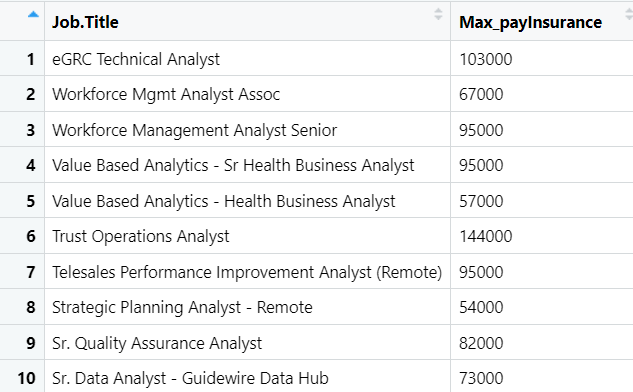 Job.Title Max_payInsurance
1 eGRC Technical Analyst 103000
2 Workforce Mgmt Analyst Assoc 67000
3 Workforce Management Analyst Senior 95000
4 Value Based Analytics - Sr Health Business Analyst 95000
5 Value Based Analytics - Health Business Analyst 57000
6 Trust Operations Analyst 144000
7 Telesales Performance Improvement Analyst (Remote) 95000
8 Strategic Planning Analyst - Remote 54000
9 Sr. Quality Assurance Analyst 82000
10 Sr. Data Analyst - Guidewire Data Hub 73000